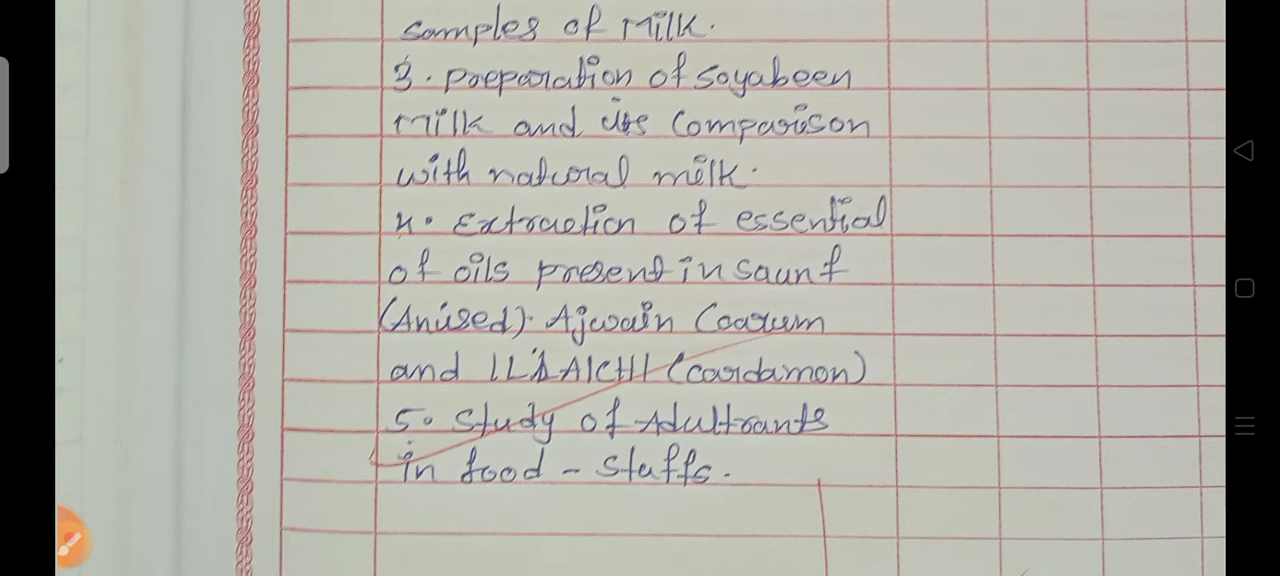 samples of Milk.
3. Preparation of Soyabeen
Milk and its Comparison
with natural milk.
4. Extraction of essential
of oils present in Saunf
(Anised). Ajwain (carum
and ILLAICHI (cardamon)
5. Study of Adultrants
in food - stuffs.